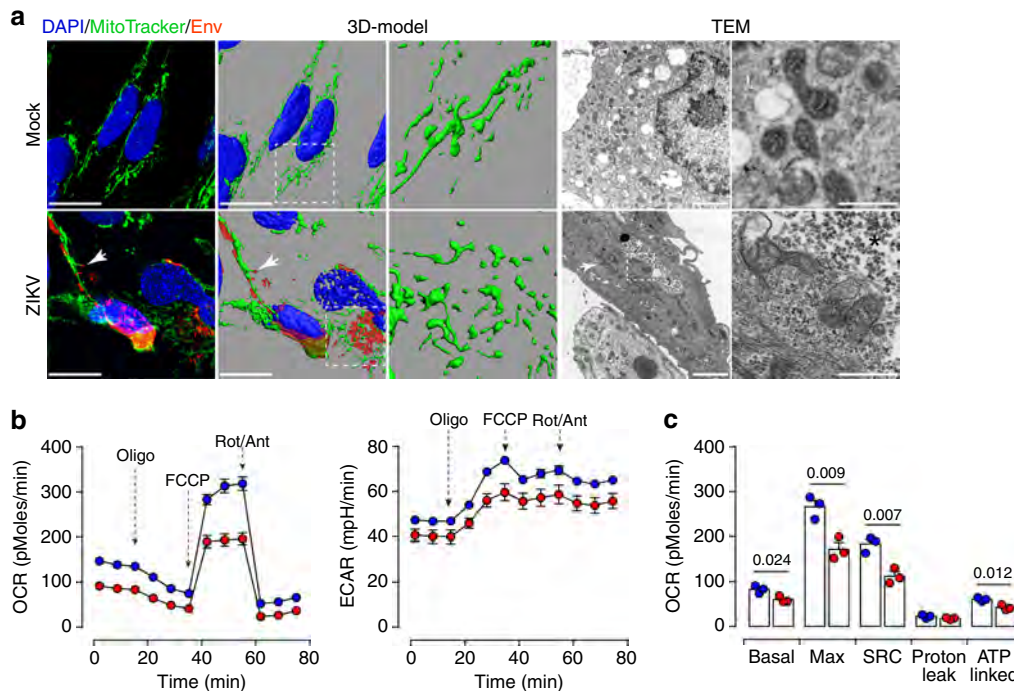 a
DAPI/MitoTracker/Env
3D-model
TEM
Mock
ZIKV
*
b
OCR (pMoles/min)
400
300
200
100
0
Oligo
FCCP
Rot/Ant
0 20 40 60 80
Time (min)
ECAR (mpH/min)
80
60
40
20
0
Oligo
FCCP
Rot/Ant
0 20 40 60 80
Time (min)
c
OCR (pMoles/min)
400
300
200
100
0
0.024
0.009
0.007
0.012
Basal Max SRC Proton leak ATP linked